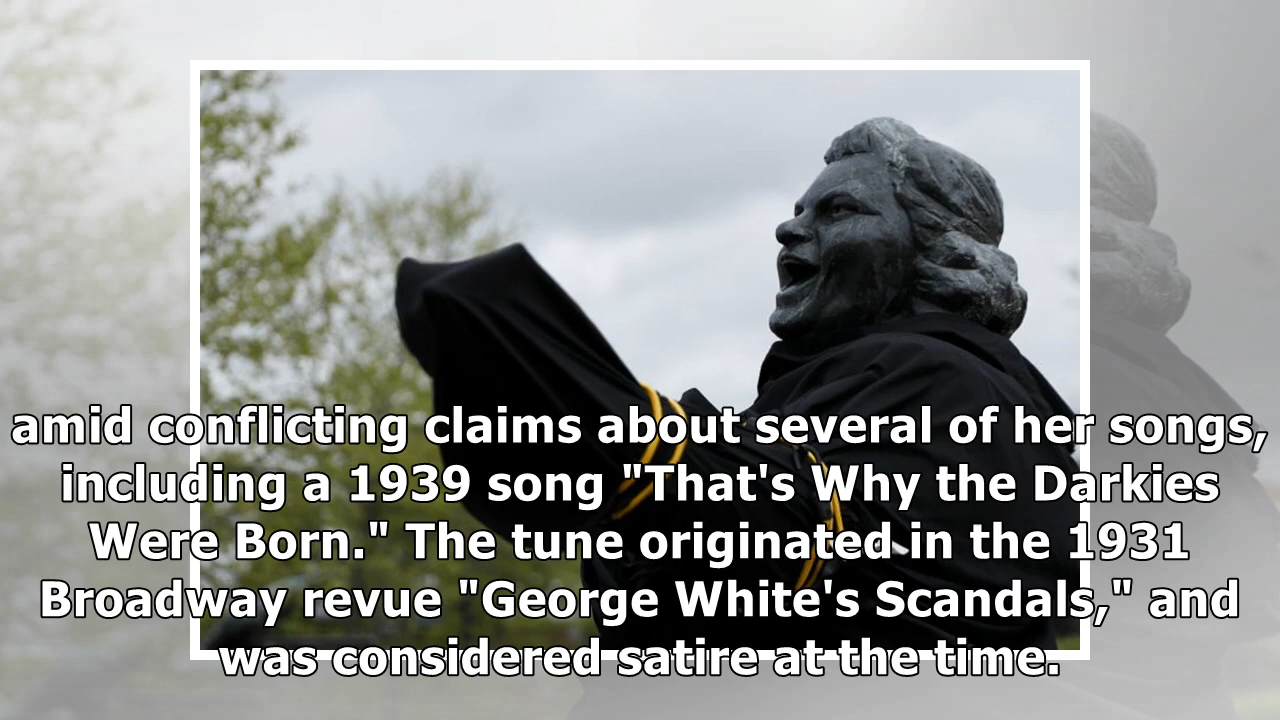 amid conflicting claims about several of her songs,
including a 1939 song "That's Why the Darkies
Were Born." The tune originated in the 1931
Broadway revue "George White's Scandals," and
was considered satire at the time.